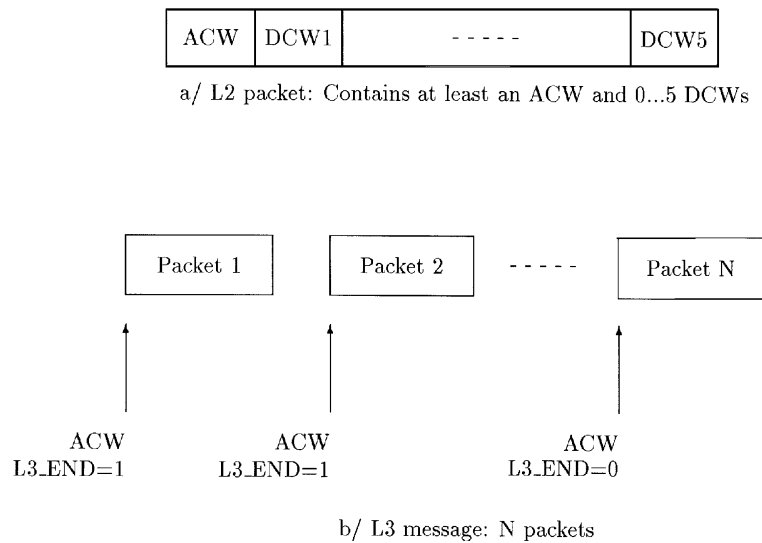 ACW DCW1 - - - - - DCW5
a/ L2 packet: Contains at least an ACW and 0...5 DCWs
Packet 1 Packet 2 - - - - - Packet N
ACW ACW ACW
L3_END=1 L3_END=1 L3_END=0
b/ L3 message: N packets